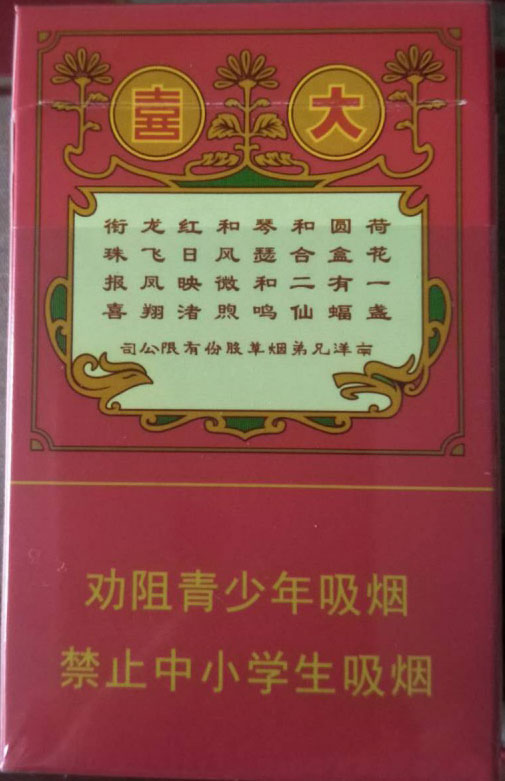 大喜
荷花一盏
圆盒有蝠
和合二仙
琴瑟和鸣
和风微煦
红日映渚
龙飞凤翔
衔珠报喜
南洋兄弟烟草股份有限公司
劝阻青少年吸烟
禁止中小学生吸烟